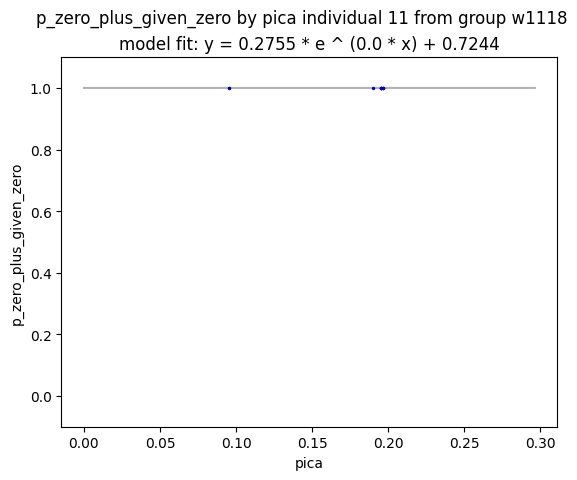 p_zero_plus_given_zero by pica individual 11 from group w1118
model fit: y = 0.2755 * e ^ (0.0 * x) + 0.7244
1.0
0.8
0.6
0.4
0.2
0.0
p_zero_plus_given_zero
0.00 0.05 0.10 0.15 0.20 0.25 0.30
pica